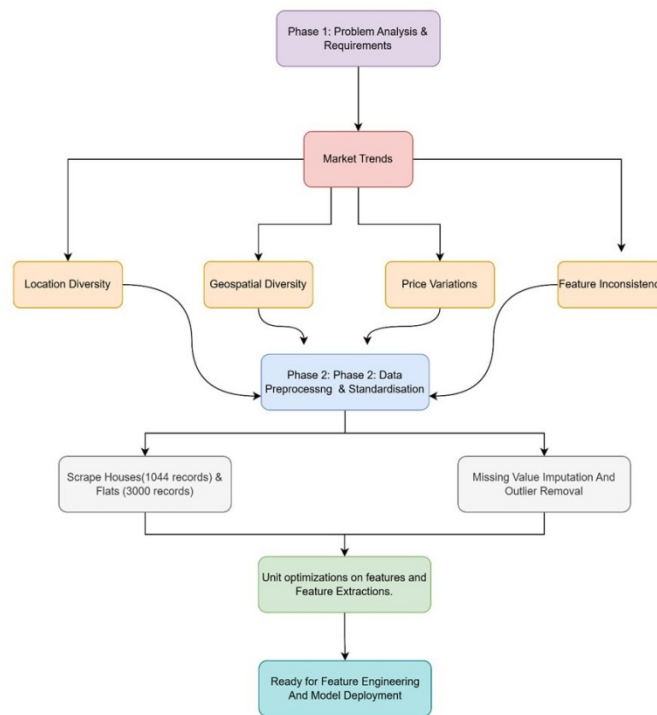 Phase 1: Problem Analysis &
Requirements
Market Trends
Location Diversity
Geospatial Diversity
Price Variations
Feature Inconsistenc
Phase 2: Phase 2: Data
Preprocessng & Standardisation
Scrape Houses(1044 records) &
Flats (3000 records)
Missing Value Imputation And
Outlier Removal
Unit optimizations on features and
Feature Extractions.
Ready for Feature Engineering
And Model Deployment